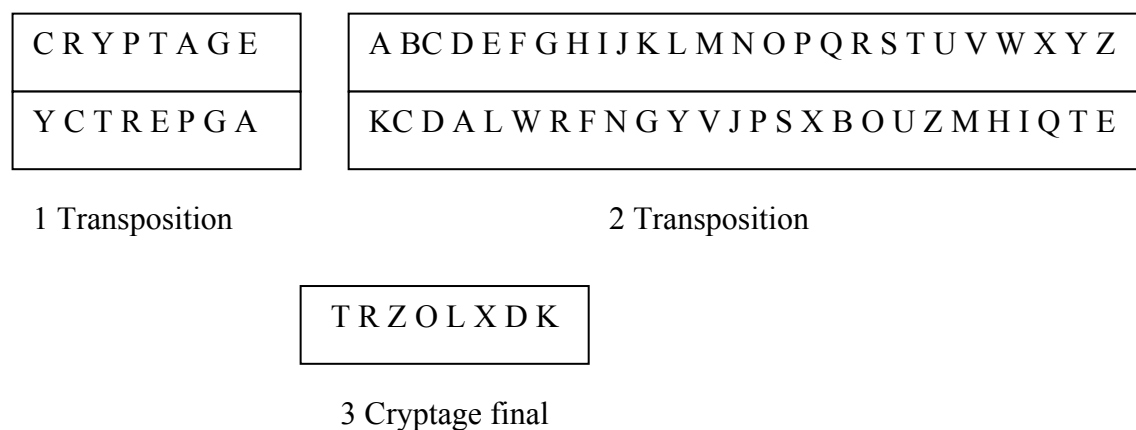 C R Y P T A G E
Y C T R E P G A
A BC D E F G H I J K L M N O P Q R S T U V W X Y Z
KC D A L W R F N G Y V J P S X B O U Z M H I Q T E
1 Transposition
2 Transposition
T R Z O L X D K
3 Cryptage final